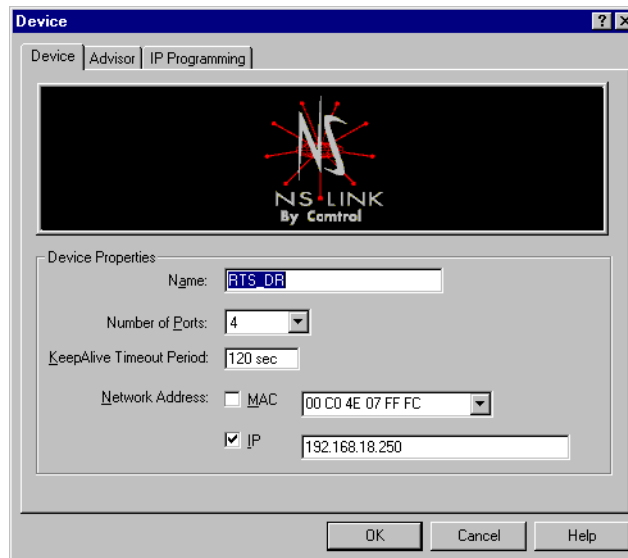 Device
Device Advisor IP Programming
NS
NS LINK
By Comtrol
Device Properties
Name: RTS_DR
Number of Ports: 4
KeepAlive Timeout Period: 120 sec
Network Address: MAC 00 C0 4E 07 FF FC
IP 192.168.18.250
OK Cancel Help